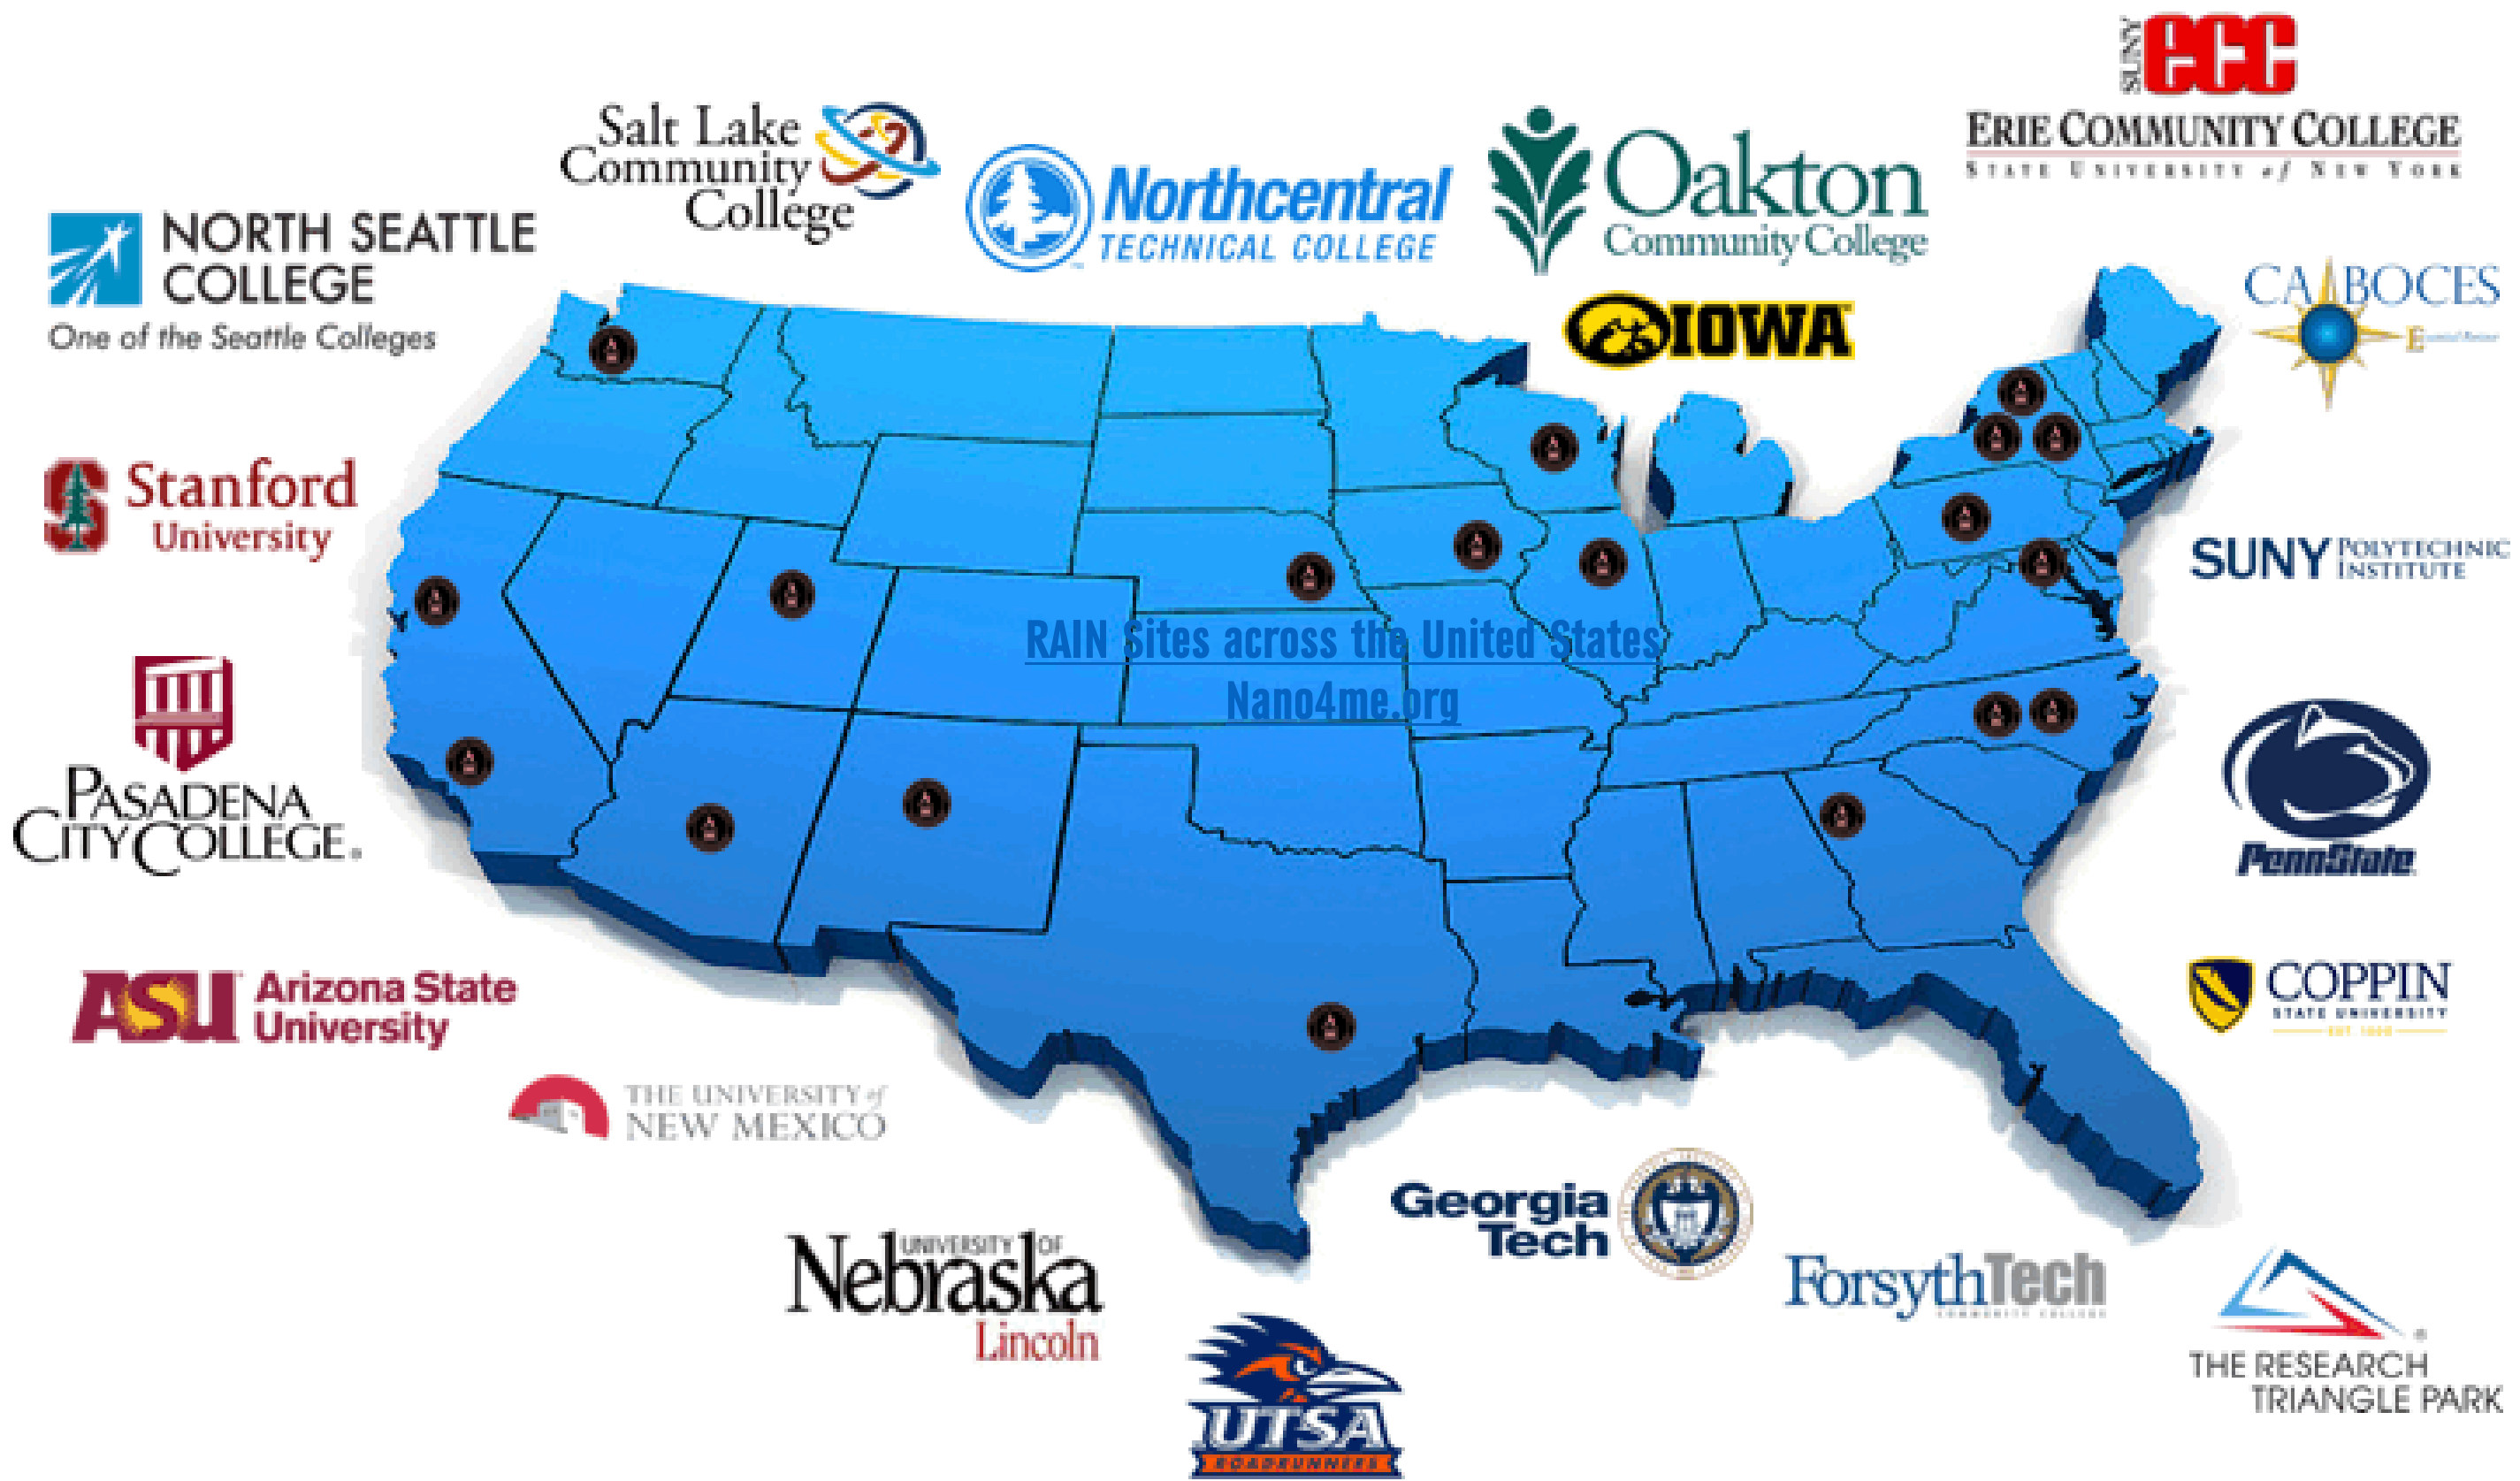 SUNY
ecc
ERIE COMMUNITY COLLEGE
STATE UNIVERSITY of NEW YORK
Salt Lake
Community
College
Northcentral
TECHNICAL COLLEGE
Oakton
Community College
NORTH SEATTLE
COLLEGE
One of the Seattle Colleges
IOWA
CA BOCES
Stanford
University
SUNY POLYTECHNIC
INSTITUTE
RAIN Sites across the United States
Nano4me.org
PASADENA
CITY COLLEGE
PennState
ASU Arizona State
University
COPPIN
STATE UNIVERSITY
THE UNIVERSITY of
NEW MEXICO
Georgia
Tech
UNIVERSITY OF
Nebraska
Lincoln
ForsythTech
COMMUNITY COLLEGE
UTSA
ROADRUNNERS
THE RESEARCH
TRIANGLE PARK